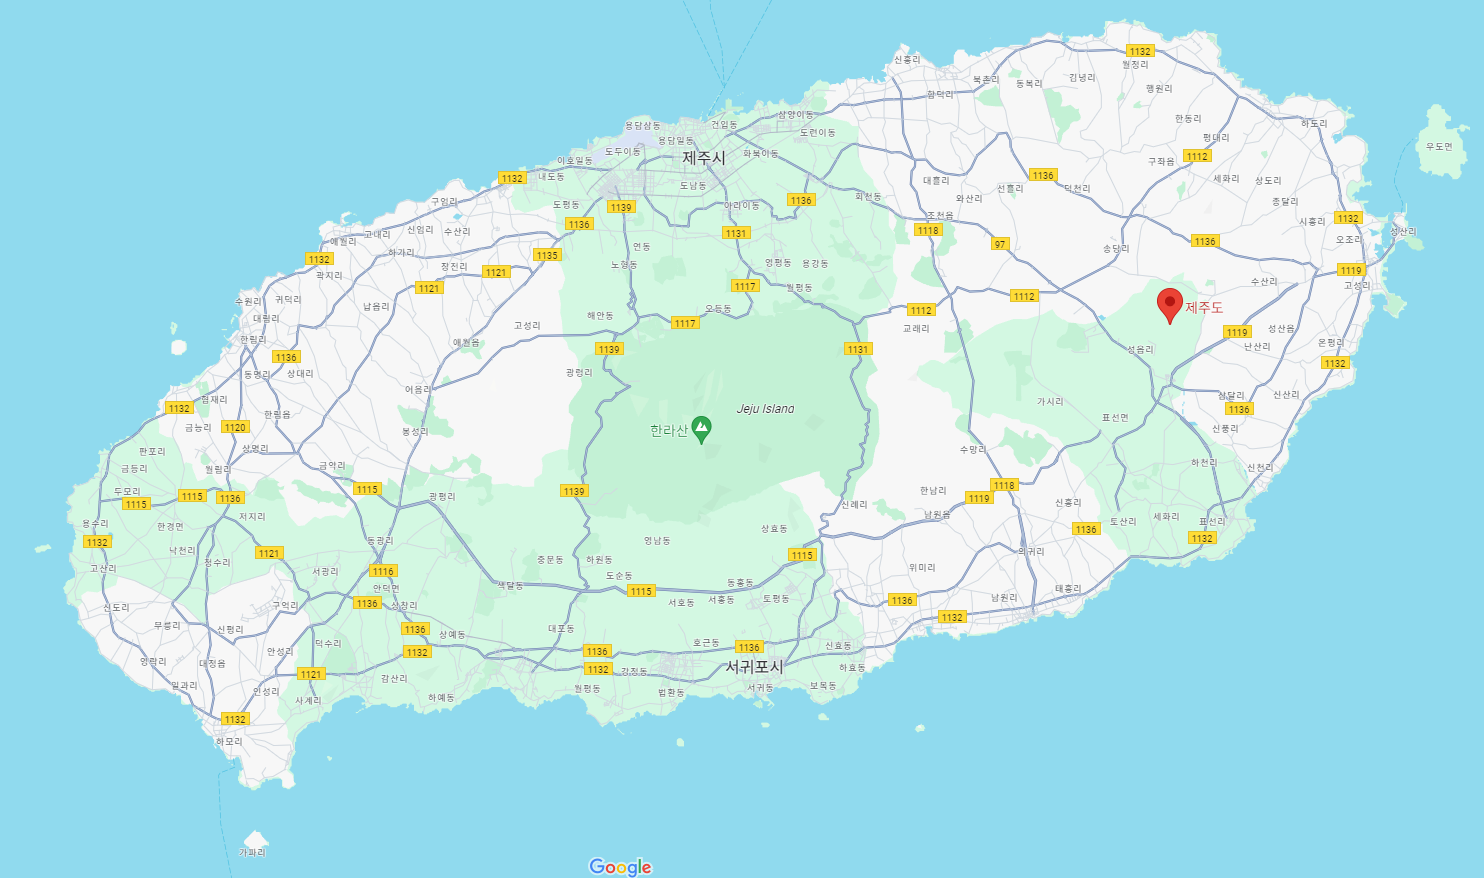 1132
월정리
신흥리
북촌리
동복리
김녕리
행원리
함덕리
한동리
하도리
용담삼동
건입동
삼양이동
도련이동
용담일동
도두이동
제주시
화북이동
이호일동
평대리
1112
구좌읍
우도면
1132
내도동
도남동
1136
대흘리
선흘리
덕천리
세화리
상도리
와산리
종달리
구엄리
도평동
1139
아라이동
1136
회천동
조천읍
시흥리
1132
1136
1131
1118
97
송당리
1136
오조리
성산리
애월리
고내리
신엄리
수산리
하가리
연동
1132
장전리
1121
1135
노형동
영평동
용강동
1119
곽지리
1121
1117
월평동
1112
수산리
고성리
수원리
귀덕리
납읍리
오등동
1112
제주도
대림리
고성리
해안동
1117
교래리
1119
성산읍
한림리
애월읍
1139
1131
성읍리
난산리
온평리
1136
1132
동명리
상대리
광령리
어음리
Jeju Island
가시리
삼달리
신산리
협재리
1132
한림읍
1136
표선면
금능리
1120
봉성리
한라산
신풍리
판포리
상명리
수망리
하천리
신천리
금등리
월림리
금악리
두모리
1115
1115
1136
1115
광평리
1139
한남리
1119
1118
신례리
신흥리
용수리
한경면
저지리
남원읍
토산리
세화리
표선리
1132
상효동
1136
1132
낙천리
1121
동광리
영남동
1115
외귀리
고산리
청수리
서광리
1116
중문동
하원동
위미리
안덕면
색달동
도순동
동홍동
1115
태흥리
신도리
구억리
1136
상창리
서호동
서홍동
토평동
1136
남원리
무릉리
신평리
1136
상예동
대포동
1132
덕수리
호근동
1136
신효동
영락리
대정읍
안성리
1132
1136
1132
강정동
서귀포시
하효동
1121
감산리
일과리
인성리
사계리
하예동
월평동
법환동
서귀동
보목동
1132
하모리
가파리
Google